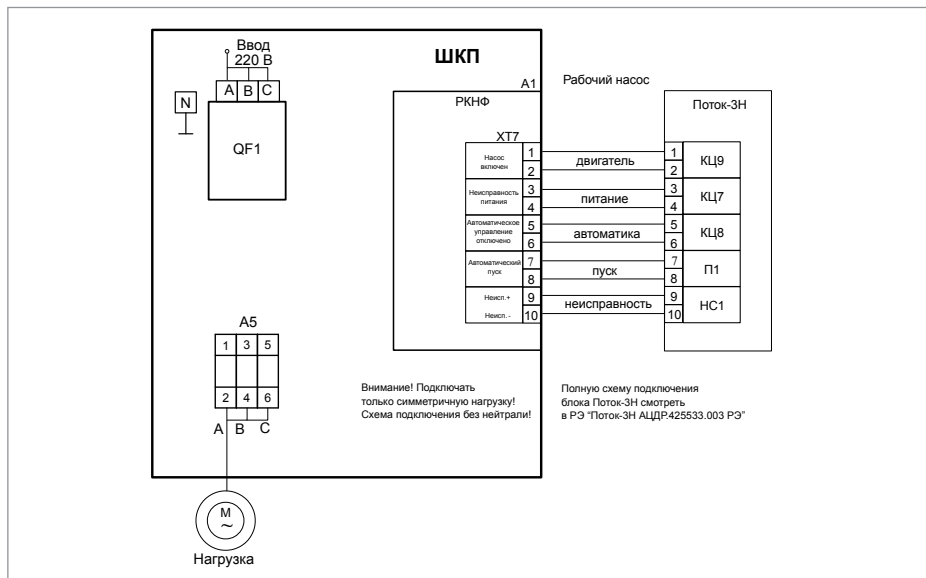 Ввод
220 В
A B C
N
QF1
ШКП
A1
РКНФ
XT7
Насос
включен
1
2
Неисправность
питания
3
4
Автоматическое
управление
отключено
5
6
Автоматический
пуск
7
8
Неисп.+
9
Неисп. -
10
двигатель
питание
автоматика
пуск
неисправность
Рабочий насос
Поток-3Н
1
2
КЦ9
3
4
КЦ7
5
6
КЦ8
7
8
П1
9
10
НС1
A5
1 3 5
2 4 6
A B C
M
~
Нагрузка
Внимание! Подключать
только симметричную нагрузку!
Схема подключения без нейтрали!
Полную схему подключения
блока Поток-3Н смотреть
в РЭ “Поток-3Н АЦДР.425533.003 РЭ”